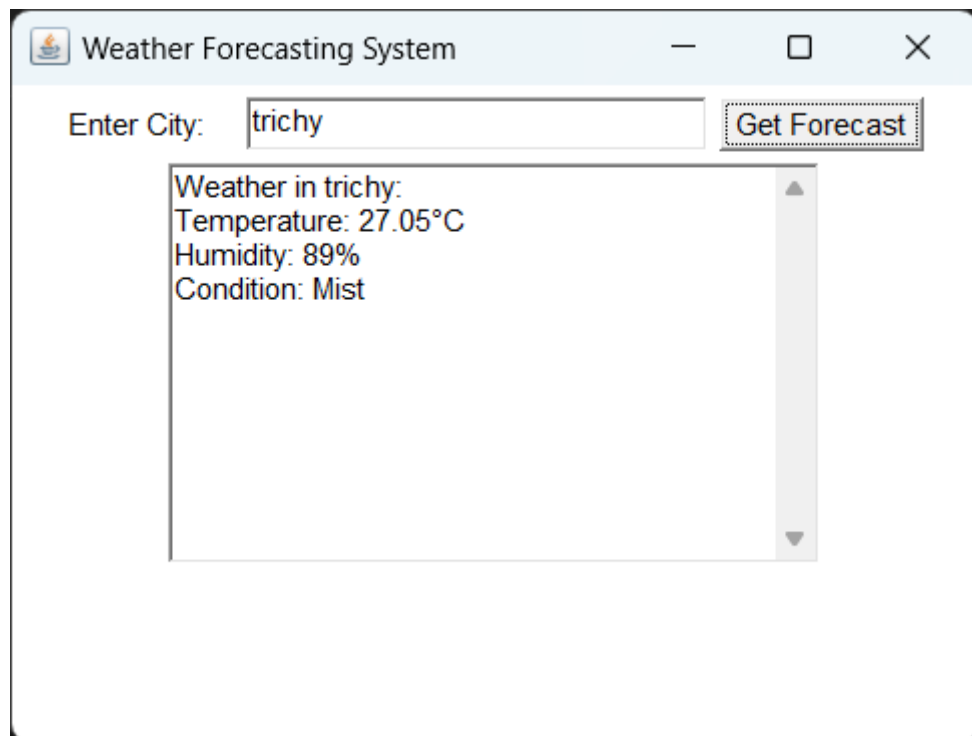 Weather Forecasting System
Enter City: trichy Get Forecast
Weather in trichy:
Temperature: 27.05°C
Humidity: 89%
Condition: Mist